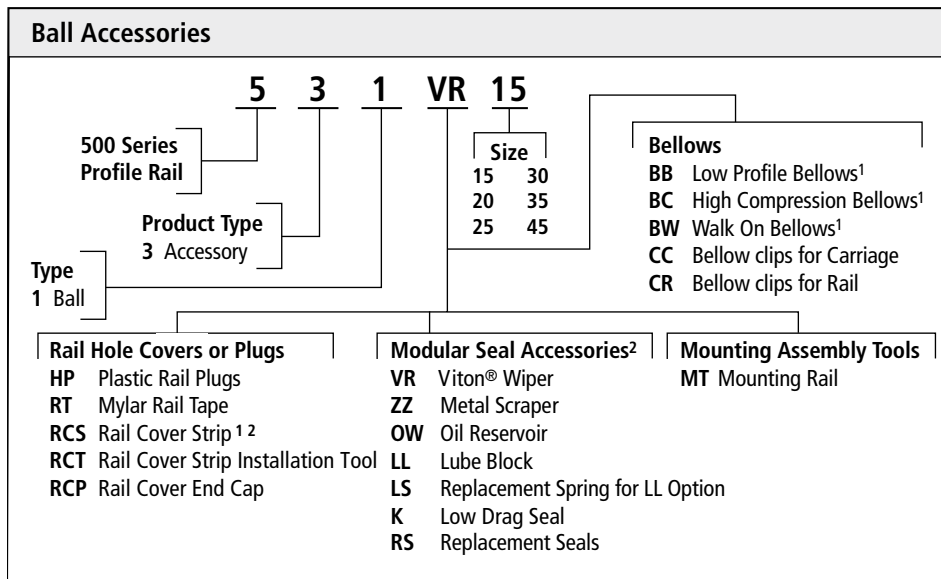 Ball Accessories
5 3 1 VR 15
500 Series
Profile Rail
Product Type
3 Accessory
Type
1 Ball
Size
15 30
20 35
25 45
Bellows
BB Low Profile Bellows¹
BC High Compression Bellows¹
BW Walk On Bellows¹
CC Bellow clips for Carriage
CR Bellow clips for Rail
Rail Hole Covers or Plugs
HP Plastic Rail Plugs
RT Mylar Rail Tape
RCS Rail Cover Strip ¹ ²
RCT Rail Cover Strip Installation Tool
RCP Rail Cover End Cap
Modular Seal Accessories²
VR Viton® Wiper
ZZ Metal Scraper
OW Oil Reservoir
LL Lube Block
LS Replacement Spring for LL Option
K Low Drag Seal
RS Replacement Seals
Mounting Assembly Tools
MT Mounting Rail